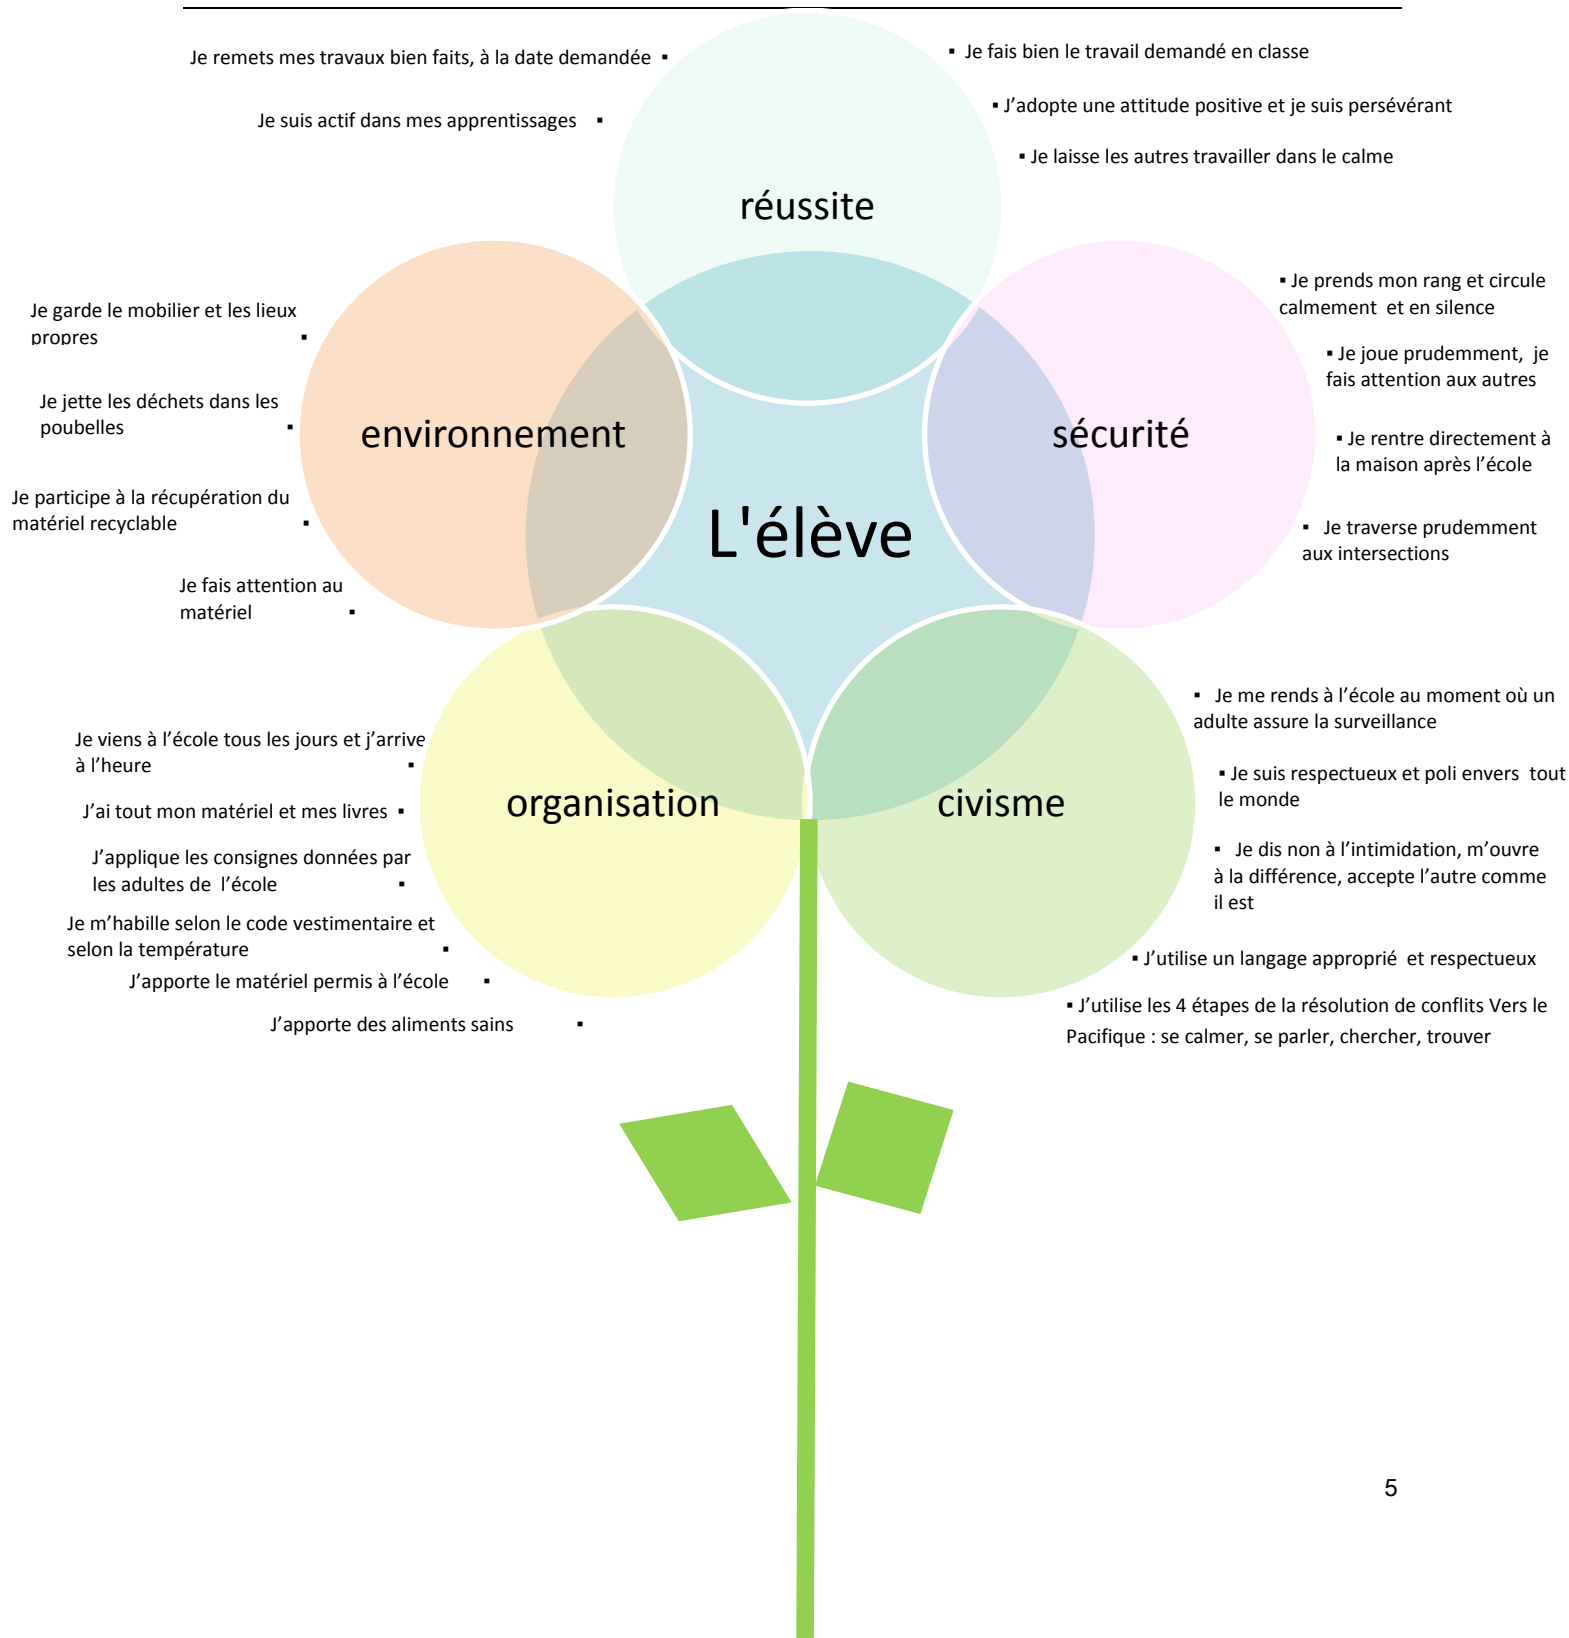 Je remets mes travaux bien faits, à la date demandée ▪
Je suis actif dans mes apprentissages ▪
▪ Je fais bien le travail demandé en classe
▪ J’adopte une attitude positive et je suis persévérant
▪ Je laisse les autres travailler dans le calme
réussite
Je garde le mobilier et les lieux
propres ▪
Je jette les déchets dans les
poubelles ▪
Je participe à la récupération du
matériel recyclable ▪
Je fais attention au
matériel ▪
environnement
▪ Je prends mon rang et circule
calmement et en silence
▪ Je joue prudemment, je
fais attention aux autres
▪ Je rentre directement à
la maison après l’école
▪ Je traverse prudemment
aux intersections
sécurité
L'élève
Je viens à l’école tous les jours et j’arrive
à l’heure ▪
J’ai tout mon matériel et mes livres ▪
J’applique les consignes données par
les adultes de l’école ▪
Je m’habille selon le code vestimentaire et
selon la température ▪
J’apporte le matériel permis à l’école ▪
J’apporte des aliments sains ▪
organisation
civisme
▪ Je me rends à l’école au moment où un
adulte assure la surveillance
▪ Je suis respectueux et poli envers tout
le monde
▪ Je dis non à l’intimidation, m’ouvre
à la différence, accepte l’autre comme
il est
▪ J’utilise un langage approprié et respectueux
▪ J’utilise les 4 étapes de la résolution de conflits Vers le
Pacifique : se calmer, se parler, chercher, trouver
5